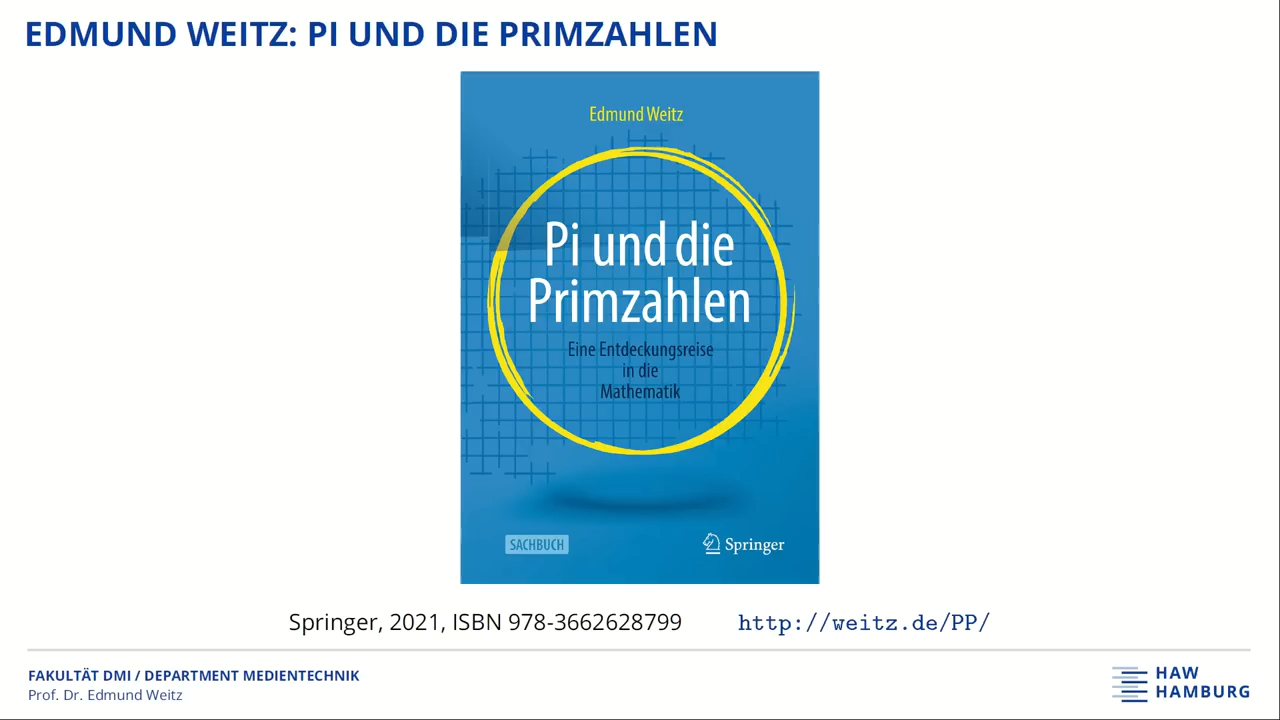 EDMUND WEITZ: PI UND DIE PRIMZAHLEN
Edmund Weitz
Pi und die
Primzahlen
Eine Entdeckungsreise
in die
Mathematik
SACHBUCH
Springer
Springer, 2021, ISBN 978-3662628799 http://weitz.de/PP/
FAKULTÄT DMI / DEPARTMENT MEDIENTECHNIK
Prof. Dr. Edmund Weitz
HAW
HAMBURG